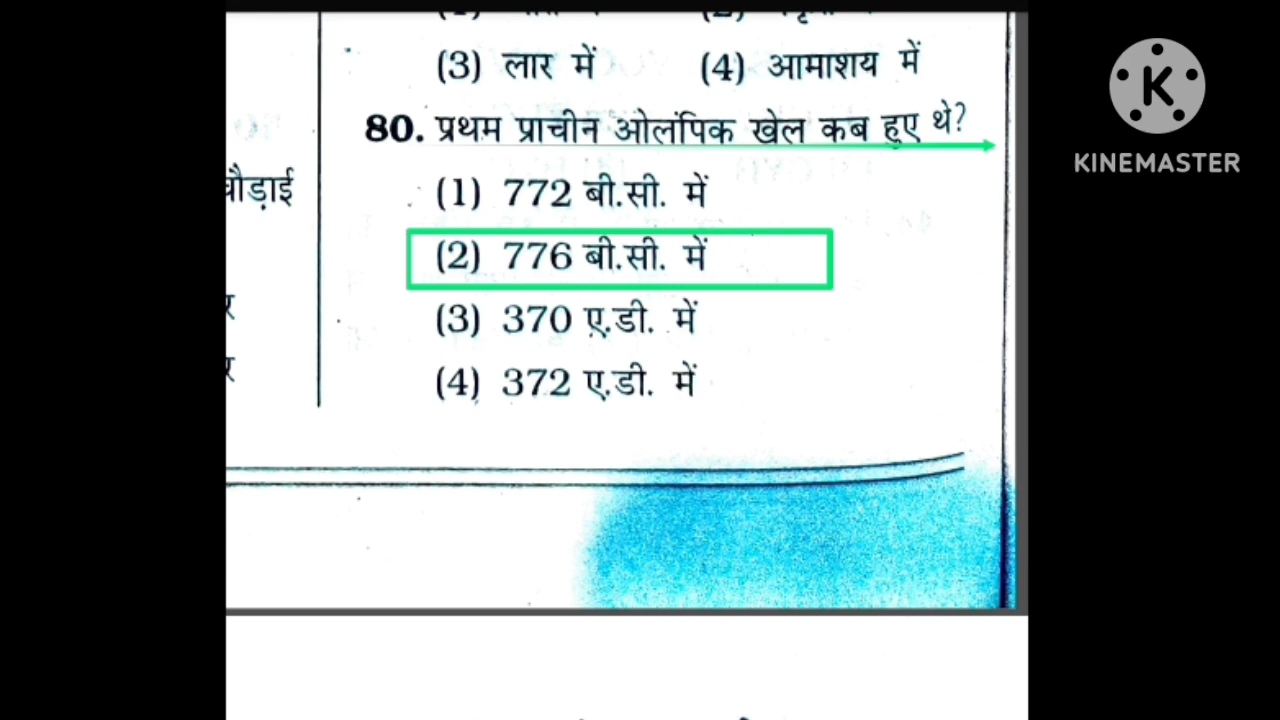 (3) लार में (4) आमाशय में
80. प्रथम प्राचीन ओलंपिक खेल कब हुए थे?
(1) 772 बी.सी. में
चौड़ाई
(2) 776 बी.सी. में
(3) 370 ए.डी. में
(4) 372 ए.डी. में
KINEMASTER